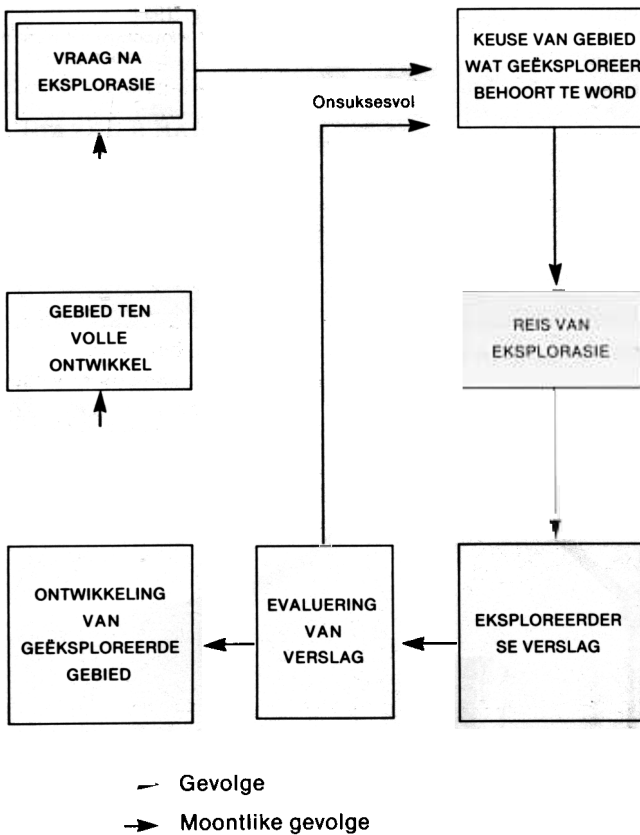 VRAAG NA
EKSPLORASIE
KEUSE VAN GEBIED
WAT GEËKSPLOREER
BEHOORT TE WORD
Onsuksesvol
GEBIED TEN
VOLLE
ONTWIKKEL
REIS VAN
EKSPLORASIE
ONTWIKKELING
VAN
GEËKSPLOREERDE
GEBIED
EVALUERING
VAN
VERSLAG
EKSPLOREERDER
SE VERSLAG
Gevolge
Moontlike gevolge